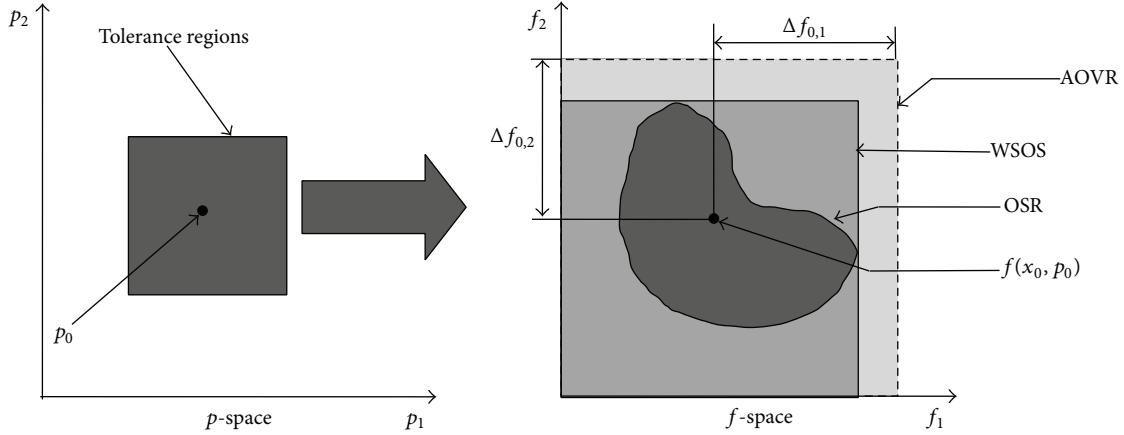 p₂
Tolerance regions
p₀
p-space
p₁
f₂
Δf₀,₁
AOVR
Δf₀,₂
WSOS
OSR
f(x₀, p₀)
f-space
f₁